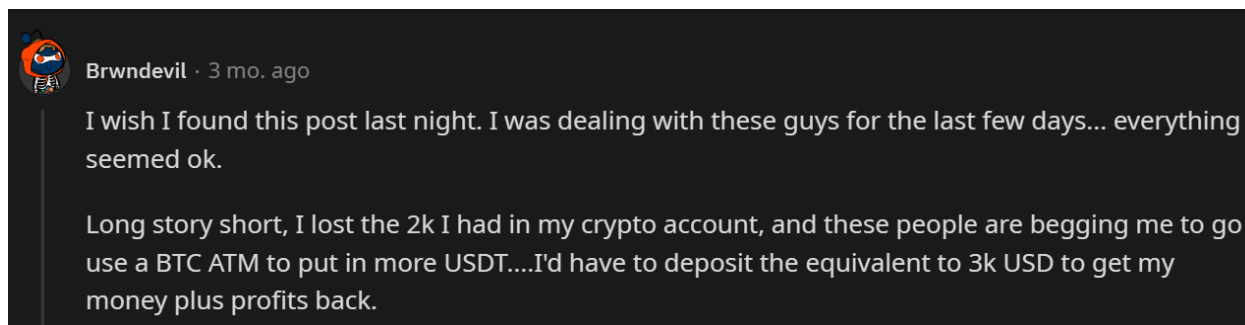 Brwndevil · 3 mo. ago
I wish I found this post last night. I was dealing with these guys for the last few days... everything
seemed ok.
Long story short, I lost the 2k I had in my crypto account, and these people are begging me to go
use a BTC ATM to put in more USDT....I'd have to deposit the equivalent to 3k USD to get my
money plus profits back.